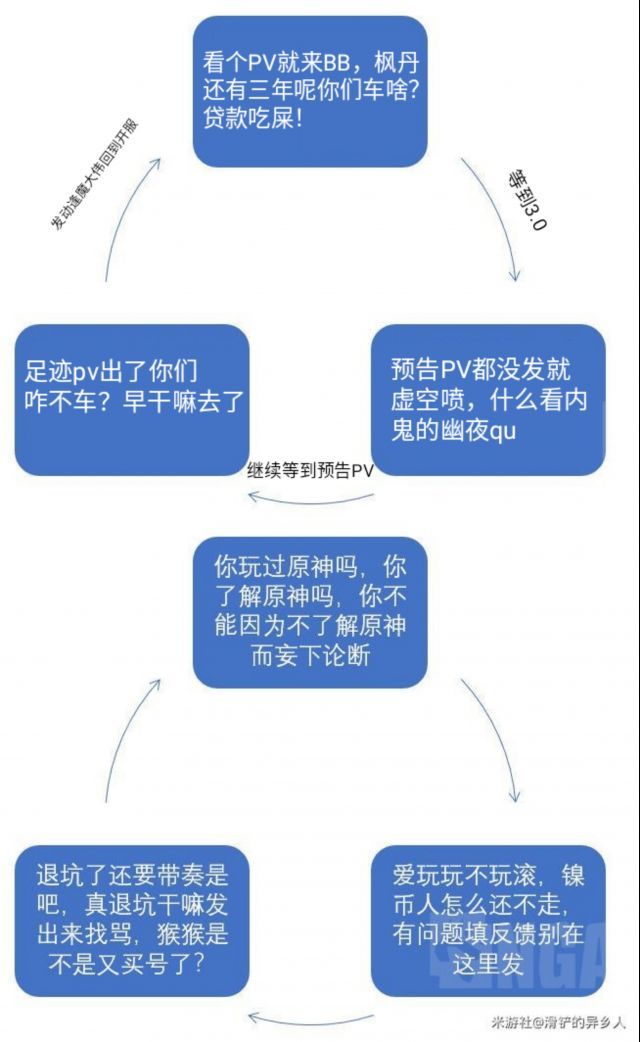 看个PV就来BB，枫丹
还有三年呢你们车啥？
贷款吃屎！
发动逢魔大伟回到开服
等到3.0
足迹pv出了你们
咋不车？早干嘛去了
预告PV都没发就
虚空喷，什么看内
鬼的幽夜qu
继续等到预告PV
你玩过原神吗，你
了解原神吗，你不
能因为不了解原神
而妄下论断
退坑了还要带奏是
吧，真退坑干嘛发
出来找骂，猴猴是
不是又买号了？
爱玩玩不玩滚，镍
币人怎么还不走，
有问题填反馈别在
这里发
NGA
米游社@滑铲的异乡人